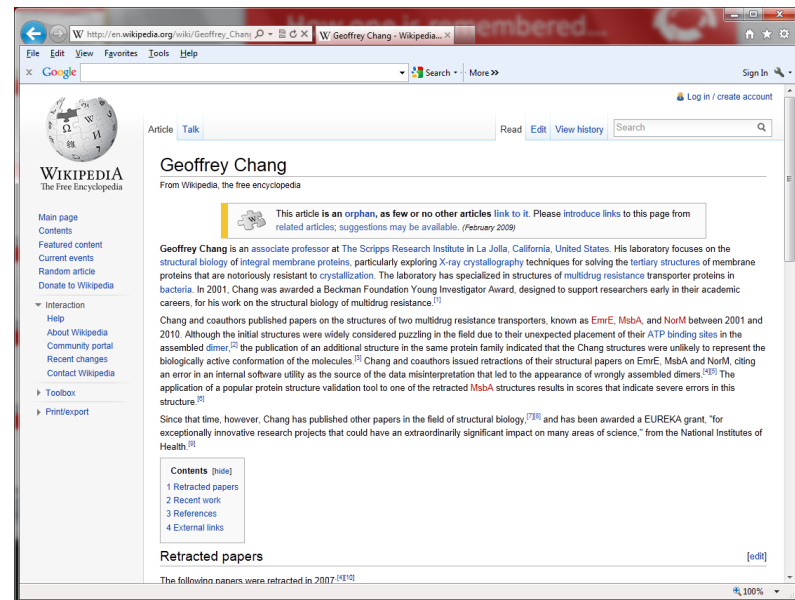 How one is remembered...
http://en.wikipedia.org/wiki/Geoffrey_Chang
W Geoffrey Chang - Wikipedia...
File Edit View Favorites Tools Help
x Google Search More >> Sign In
Log in / create account
Article Talk Read Edit View history Search
Ω W И
WIKIPEDIA
The Free Encyclopedia
Main page
Contents
Featured content
Current events
Random article
Donate to Wikipedia
Interaction
Help
About Wikipedia
Community portal
Recent changes
Contact Wikipedia
Toolbox
Print/export
Geoffrey Chang
From Wikipedia, the free encyclopedia
This article is an orphan, as few or no other articles link to it. Please introduce links to this page from
related articles; suggestions may be available. (February 2009)
Geoffrey Chang is an associate professor at The Scripps Research Institute in La Jolla, California, United States. His laboratory focuses on the
structural biology of integral membrane proteins, particularly exploring X-ray crystallography techniques for solving the tertiary structures of membrane
proteins that are notoriously resistant to crystallization. The laboratory has specialized in structures of multidrug resistance transporter proteins in
bacteria. In 2001, Chang was awarded a Beckman Foundation Young Investigator Award, designed to support researchers early in their academic
careers, for his work on the structural biology of multidrug resistance.[1]
Chang and coauthors published papers on the structures of two multidrug resistance transporters, known as EmrE, MsbA, and NorM between 2001 and
2010. Although the initial structures were widely considered puzzling in the field due to their unexpected placement of their ATP binding sites in the
assembled dimer,[2] the publication of an additional structure in the same protein family indicated that the Chang structures were unlikely to represent the
biologically active conformation of the molecules.[3] Chang and coauthors issued retractions of their structural papers on EmrE, MsbA and NorM, citing
an error in an internal software utility as the source of the data misinterpretation that led to the appearance of wrongly assembled dimers.[4][5] The
application of a popular protein structure validation tool to one of the retracted MsbA structures results in scores that indicate severe errors in this
structure.[6]
Since that time, however, Chang has published other papers in the field of structural biology,[7][8] and has been awarded a EUREKA grant, "for
exceptionally innovative research projects that could have an extraordinarily significant impact on many areas of science," from the National Institutes of
Health.[9]
Contents [hide]
1 Retracted papers
2 Recent work
3 References
4 External links
Retracted papers [edit]
The following papers were retracted in 2007:[4][10]
100%